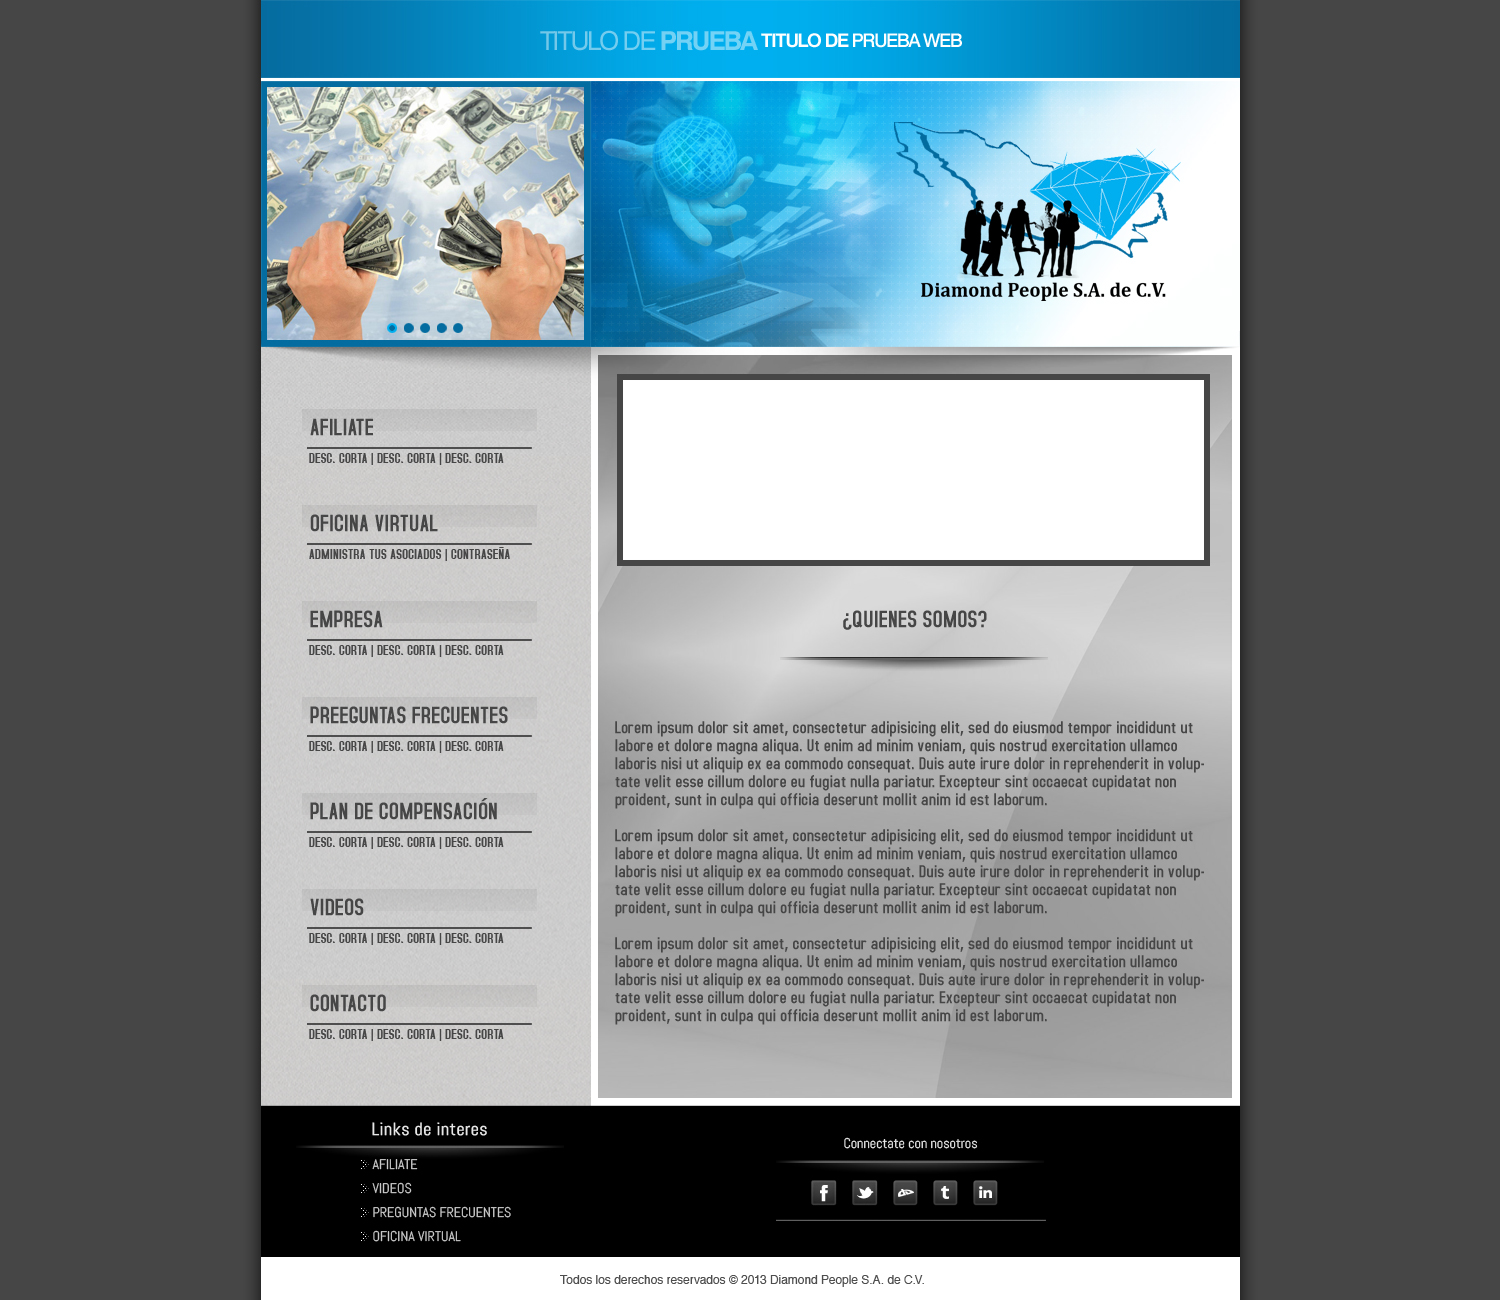 TITULO DE PRUEBA TITULO DE PRUEBA WEB
Diamond People S.A. de C.V.
AFILIATE
DESC. CORTA | DESC. CORTA | DESC. CORTA
OFICINA VIRTUAL
ADMINISTRA TUS ASOCIADOS | CONTRASEÑA
EMPRESA
DESC. CORTA | DESC. CORTA | DESC. CORTA
PREEGUNTAS FRECUENTES
DESC. CORTA | DESC. CORTA | DESC. CORTA
PLAN DE COMPENSACIÓN
DESC. CORTA | DESC. CORTA | DESC. CORTA
VIDEOS
DESC. CORTA | DESC. CORTA | DESC. CORTA
CONTACTO
DESC. CORTA | DESC. CORTA | DESC. CORTA
¿QUIENES SOMOS?
Lorem ipsum dolor sit amet, consectetur adipisicing elit, sed do eiusmod tempor incididunt ut
labore et dolore magna aliqua. Ut enim ad minim veniam, quis nostrud exercitation ullamco
laboris nisi ut aliquip ex ea commodo consequat. Duis aute irure dolor in reprehenderit in volup-
tate velit esse cillum dolore eu fugiat nulla pariatur. Excepteur sint occaecat cupidatat non
proident, sunt in culpa qui officia deserunt mollit anim id est laborum.
Lorem ipsum dolor sit amet, consectetur adipisicing elit, sed do eiusmod tempor incididunt ut
labore et dolore magna aliqua. Ut enim ad minim veniam, quis nostrud exercitation ullamco
laboris nisi ut aliquip ex ea commodo consequat. Duis aute irure dolor in reprehenderit in volup-
tate velit esse cillum dolore eu fugiat nulla pariatur. Excepteur sint occaecat cupidatat non
proident, sunt in culpa qui officia deserunt mollit anim id est laborum.
Lorem ipsum dolor sit amet, consectetur adipisicing elit, sed do eiusmod tempor incididunt ut
labore et dolore magna aliqua. Ut enim ad minim veniam, quis nostrud exercitation ullamco
laboris nisi ut aliquip ex ea commodo consequat. Duis aute irure dolor in reprehenderit in volup-
tate velit esse cillum dolore eu fugiat nulla pariatur. Excepteur sint occaecat cupidatat non
proident, sunt in culpa qui officia deserunt mollit anim id est laborum.
Links de interes
AFILIATE
VIDEOS
PREGUNTAS FRECUENTES
OFICINA VIRTUAL
Connectate con nosotros
f t in
Todos los derechos reservados © 2013 Diamond People S.A. de C.V.